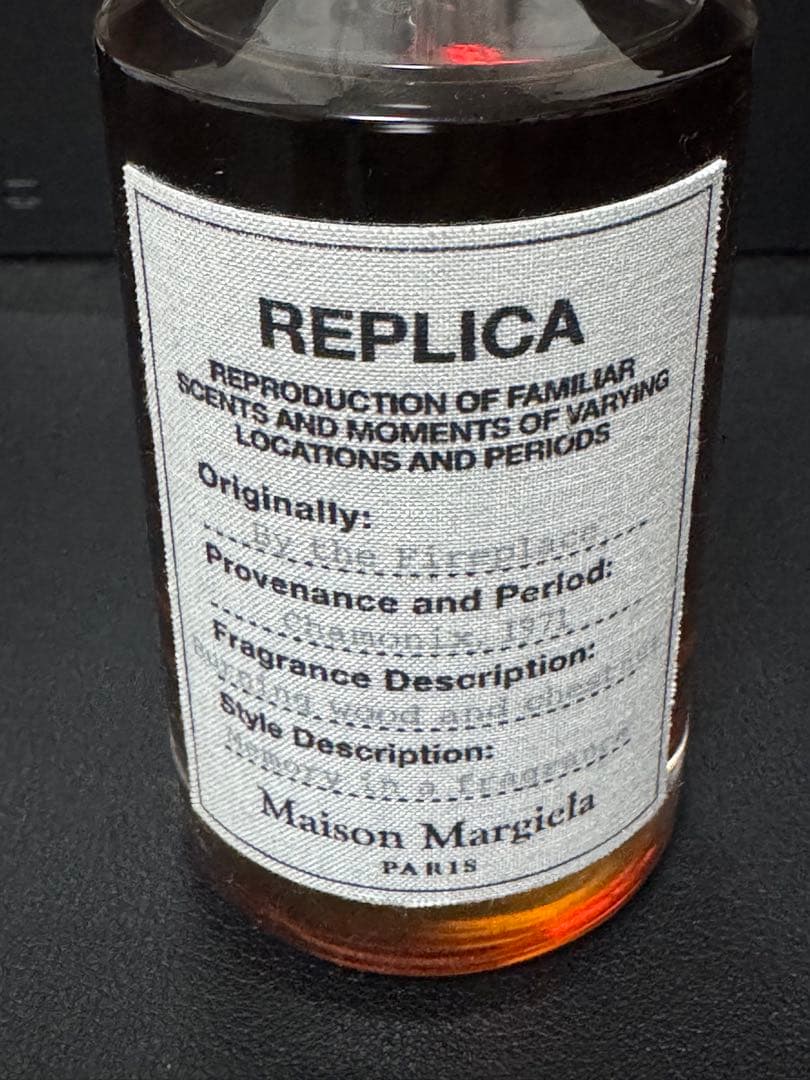 REPLICA
REPRODUCTION OF FAMILIAR
SCENTS AND MOMENTS OF VARYING
LOCATIONS AND PERIODS
Originally:
By the Fireplace
Provenance and Period:
Chamonix, 1971
Fragrance Description:
Burning wood and chestnut
Style Description:
Memory in a fragrance
Maison Margiela
PARIS